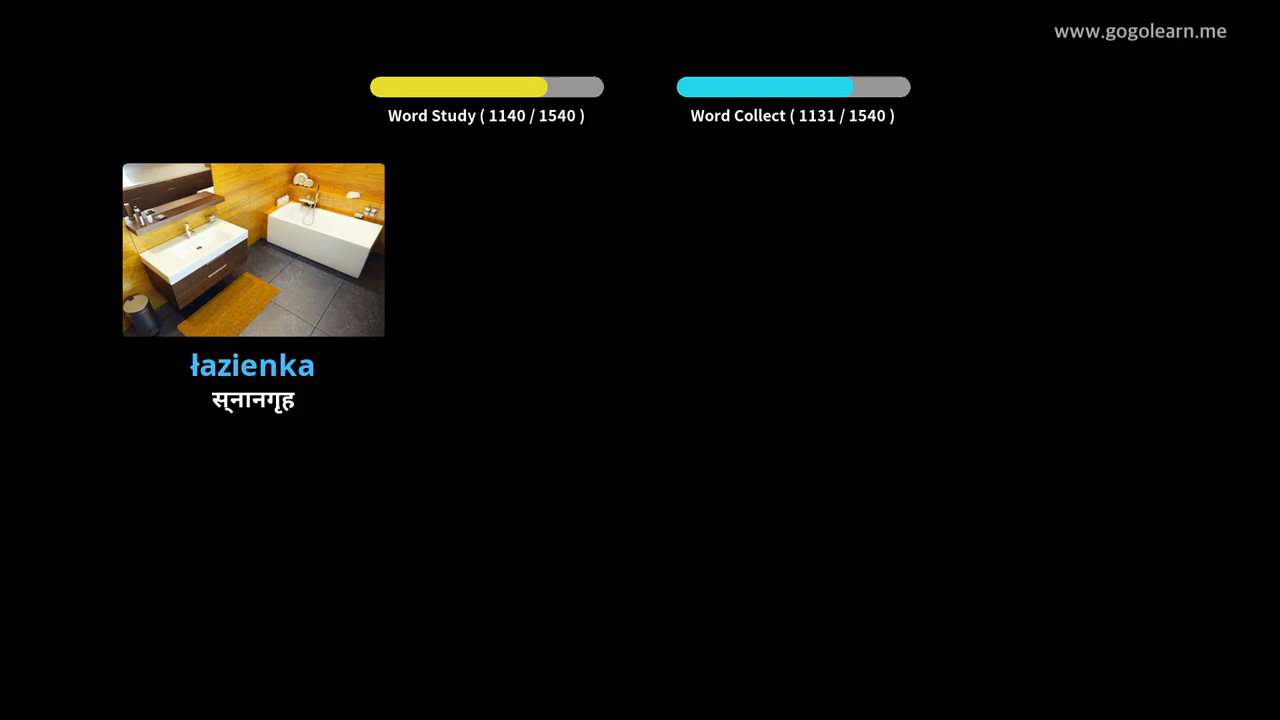 www.gogolearn.me
Word Study ( 1140 / 1540 )
Word Collect ( 1131 / 1540 )
łazienka
स्नानगृह